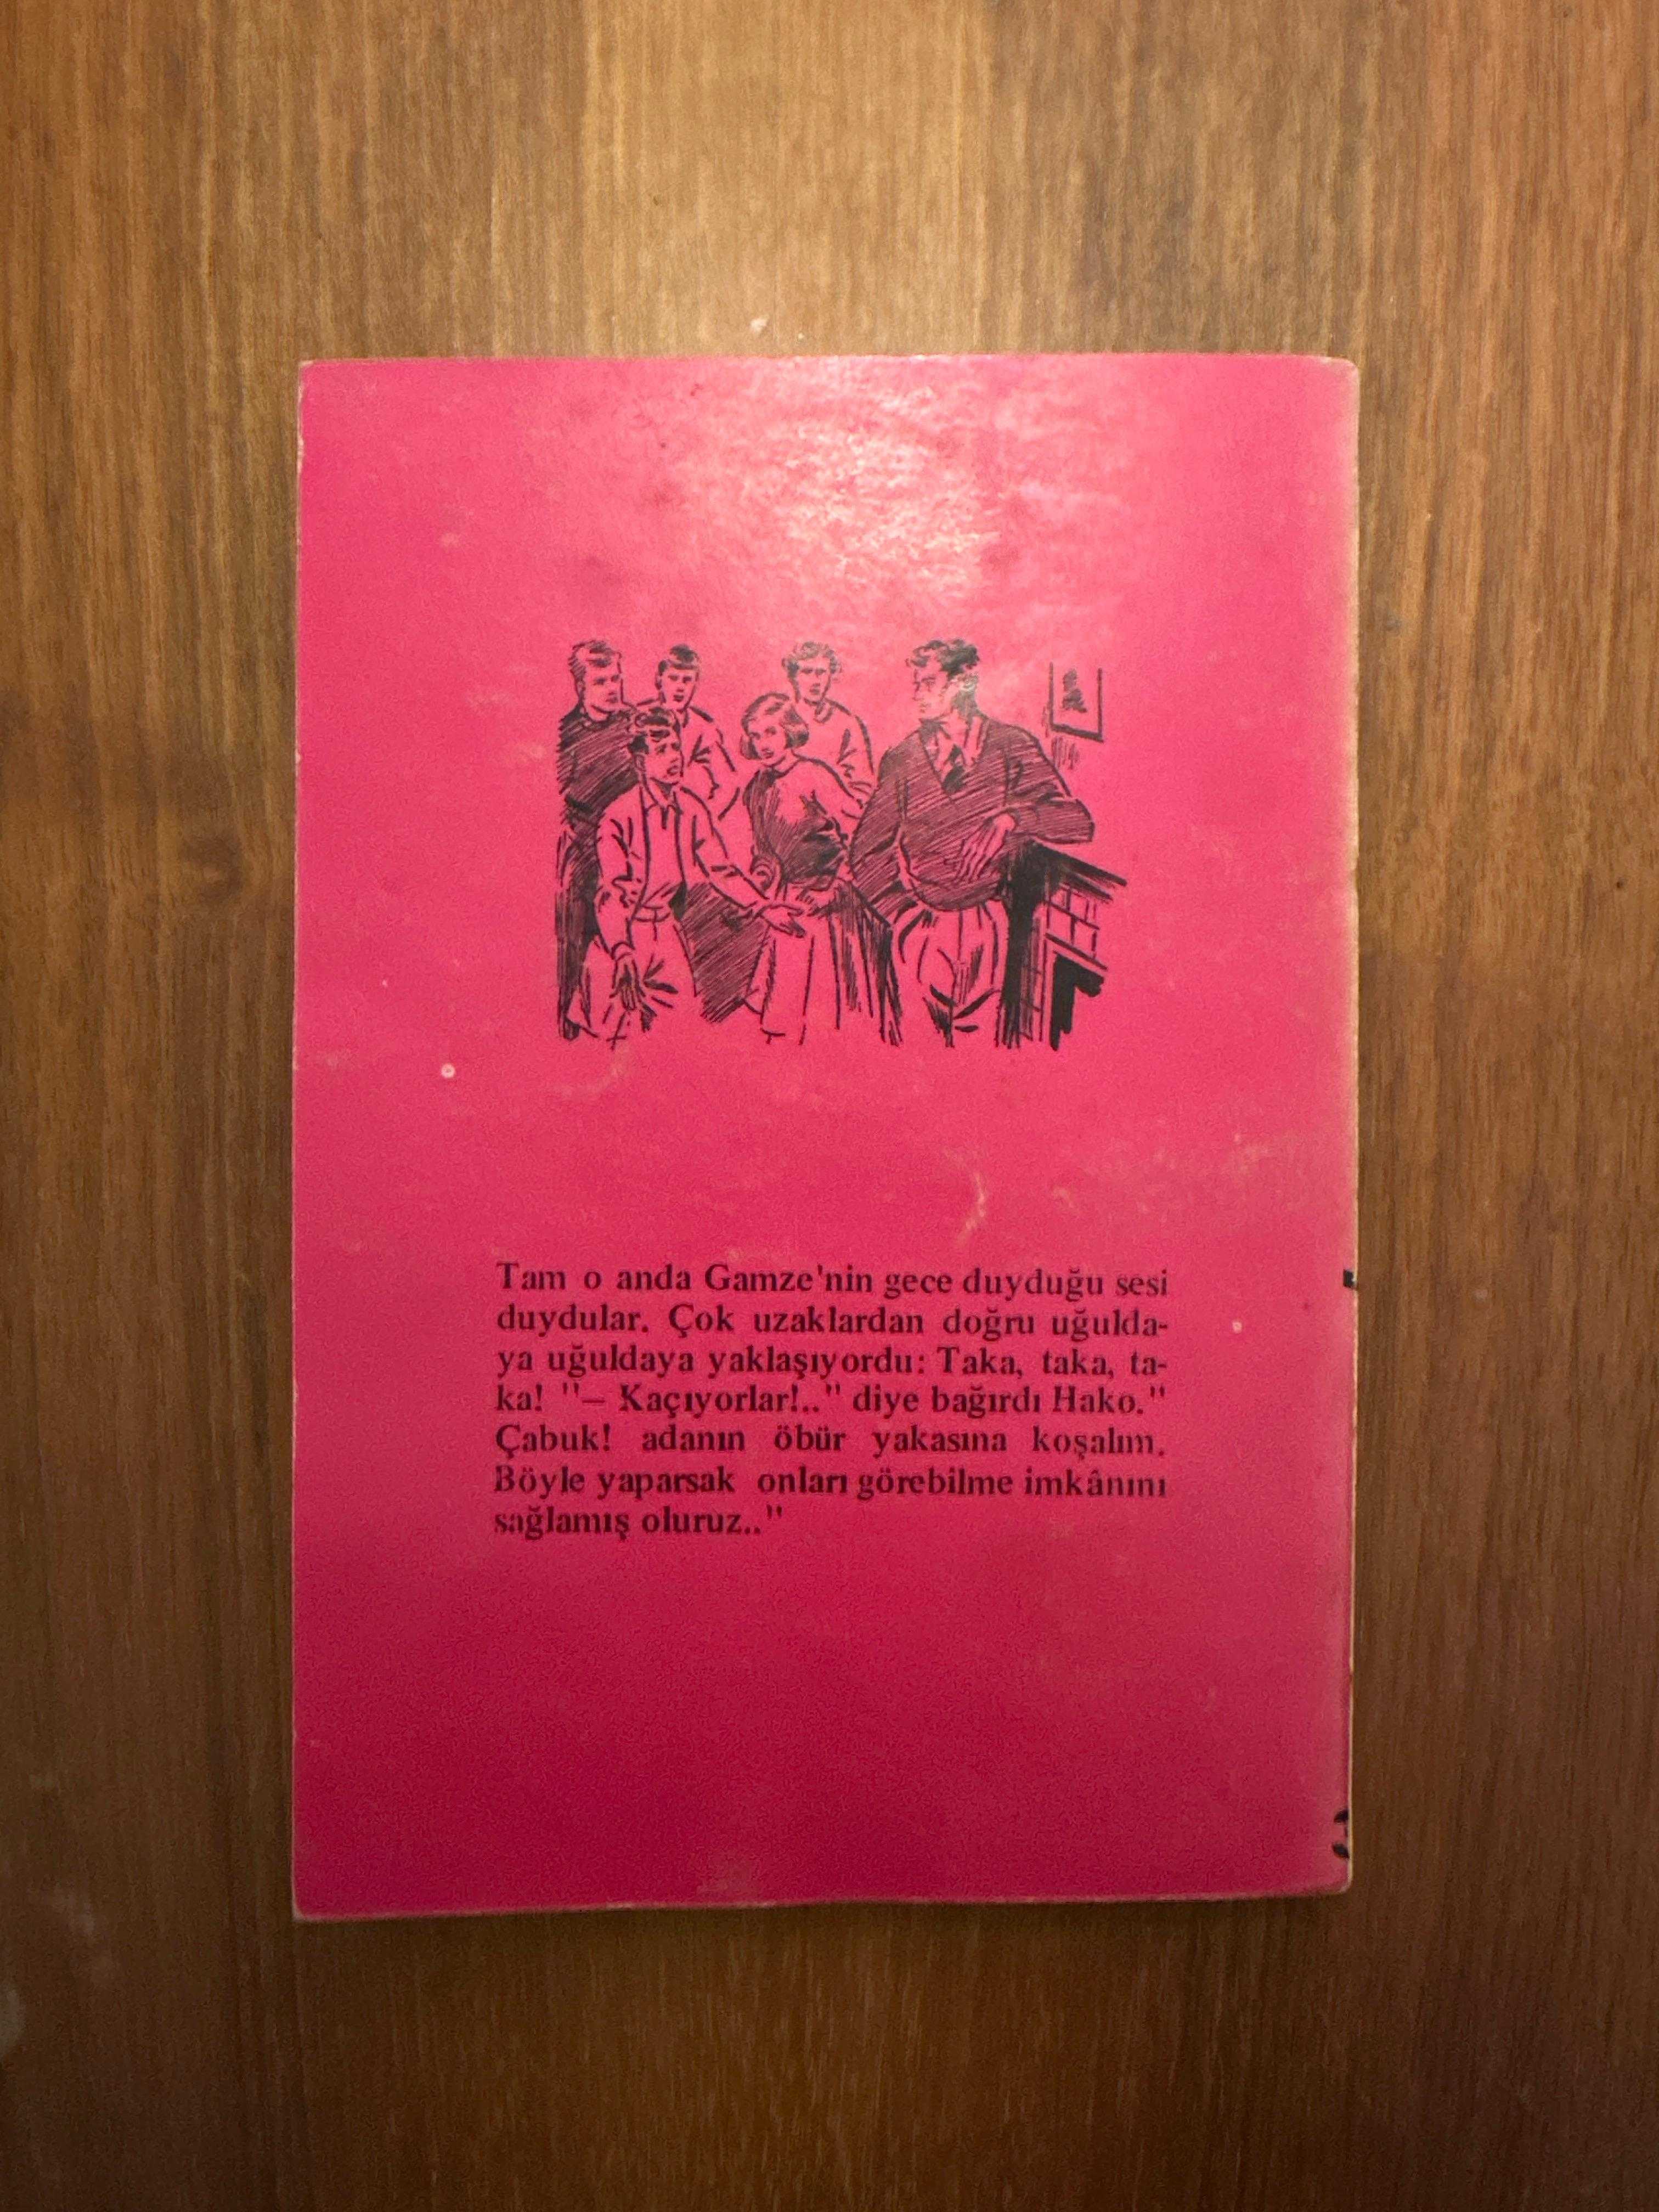 Tam o anda Gamze'nin gece duyduğu sesi
duydular. Çok uzaklardan doğru uğulda-
ya uğuldaya yaklaşıyordu: Taka, taka, ta-
ka! "— Kaçıyorlar!.." diye bağırdı Hako."
Çabuk! adanın öbür yakasına koşalım.
Böyle yaparsak onları görebilme imkânını
sağlamış oluruz.."